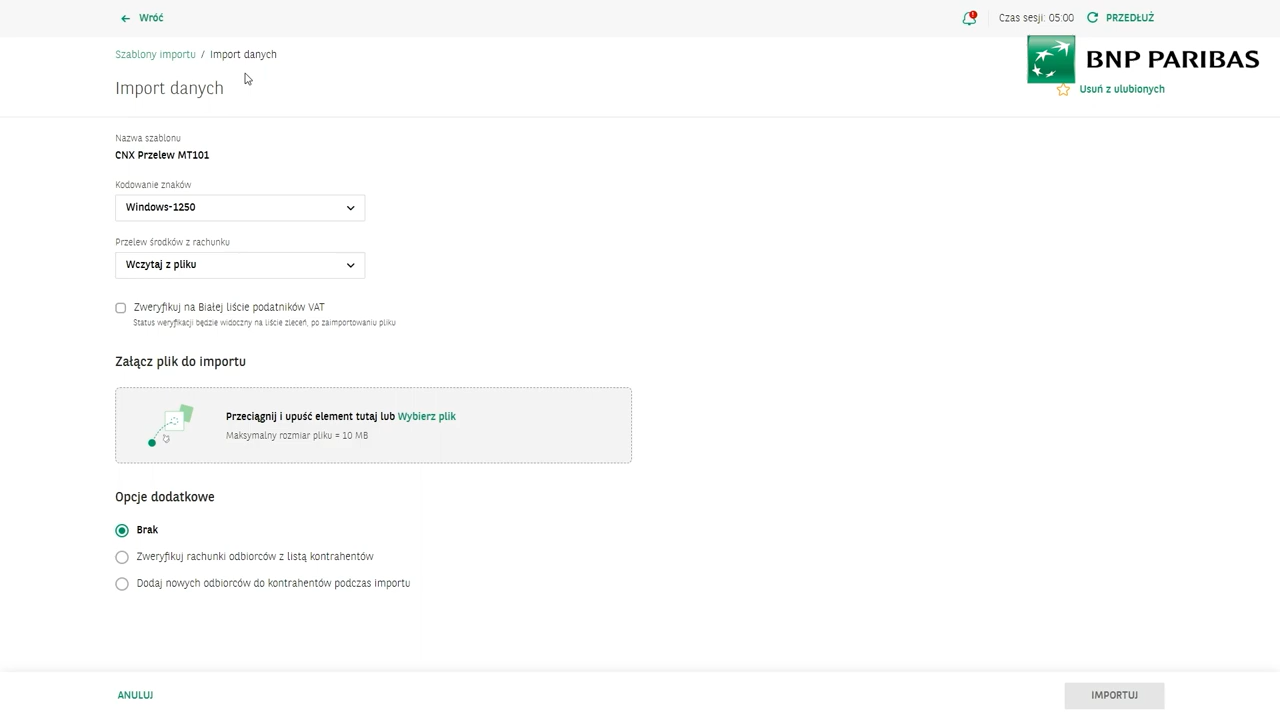 Wróć
Czas sesji: 05:00 PRZEDŁUŻ
Szablony importu / Import danych
BNP PARIBAS
Import danych
Usuń z ulubionych
Nazwa szablonu
CNX Przelew MT101
Kodowanie znaków
Windows-1250
Przelew środków z rachunku
Wczytaj z pliku
Zweryfikuj na Białej liście podatników VAT
Status weryfikacji będzie widoczny na liście zleceń, po zaimportowaniu pliku
Załącz plik do importu
Przeciągnij i upuść element tutaj lub Wybierz plik
Maksymalny rozmiar pliku = 10 MB
Opcje dodatkowe
Brak
Zweryfikuj rachunki odbiorców z listą kontrahentów
Dodaj nowych odbiorców do kontrahentów podczas importu
ANULUJ
IMPORTUJ